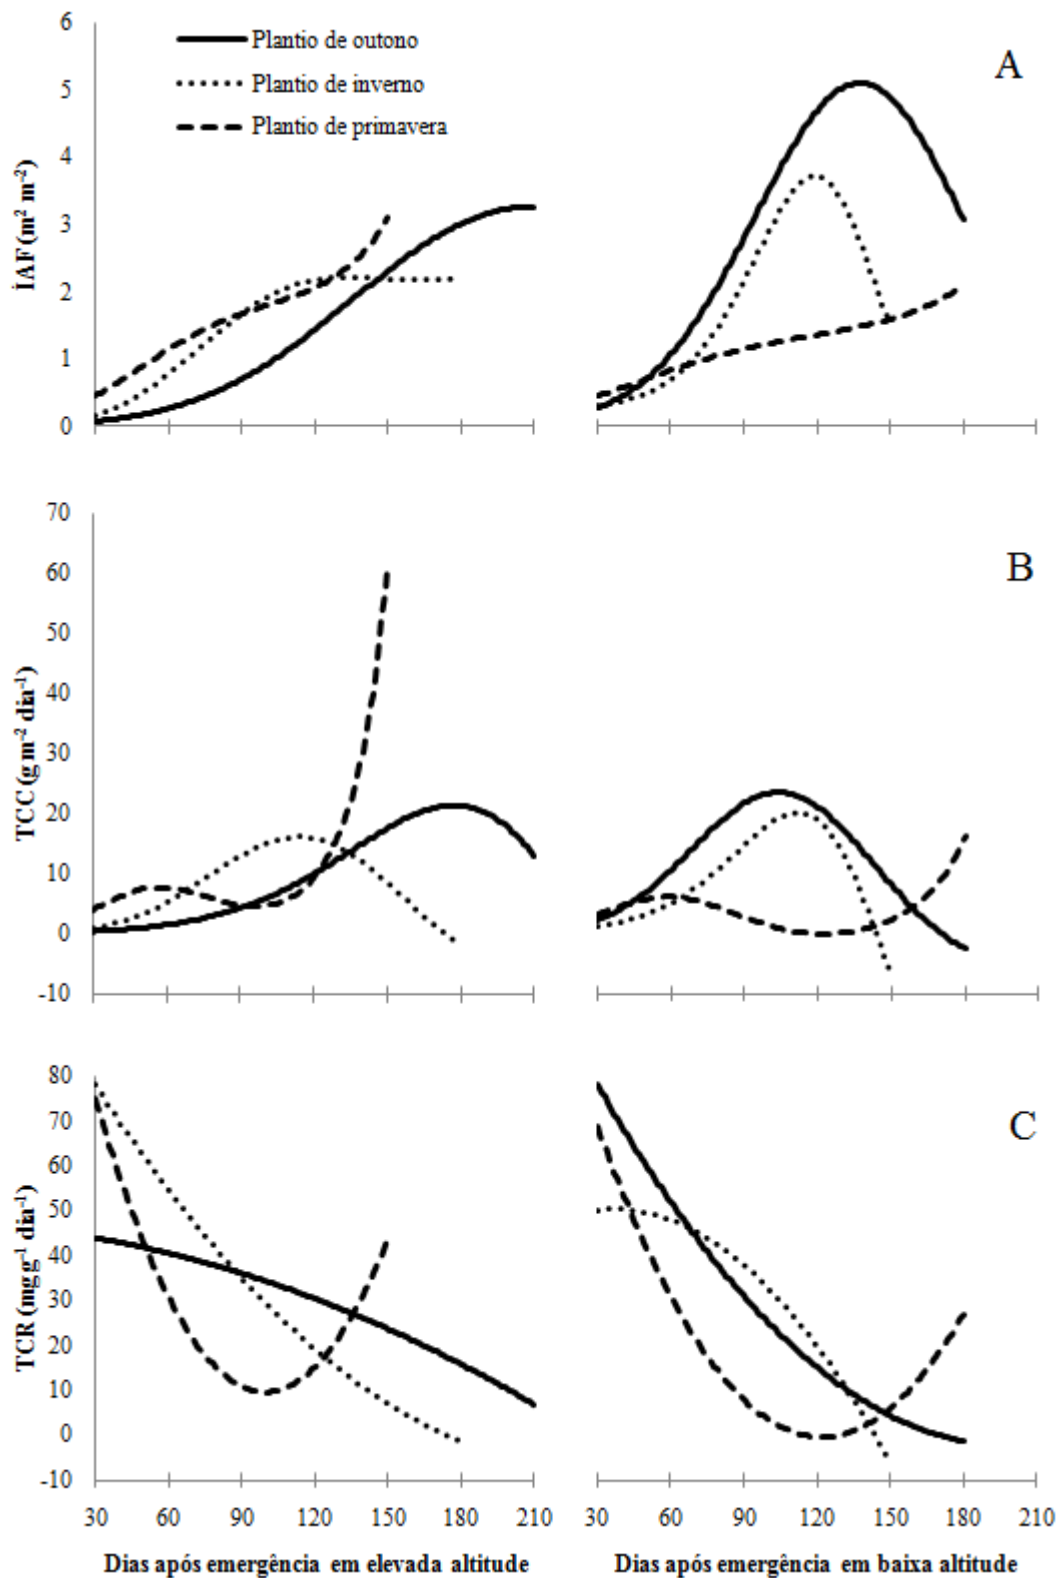 6
5
4
3
2
1
0
IAF (m² m⁻²)
Plantio de outono
Plantio de inverno
Plantio de primavera
A
70
60
50
40
30
20
10
0
-10
TCC (g m⁻² dia⁻¹)
B
80
70
60
50
40
30
20
10
0
-10
TCR (mg g⁻¹ dia⁻¹)
C
30 60 90 120 150 180 210
30 60 90 120 150 180 210
Dias após emergência em elevada altitude
Dias após emergência em baixa altitude